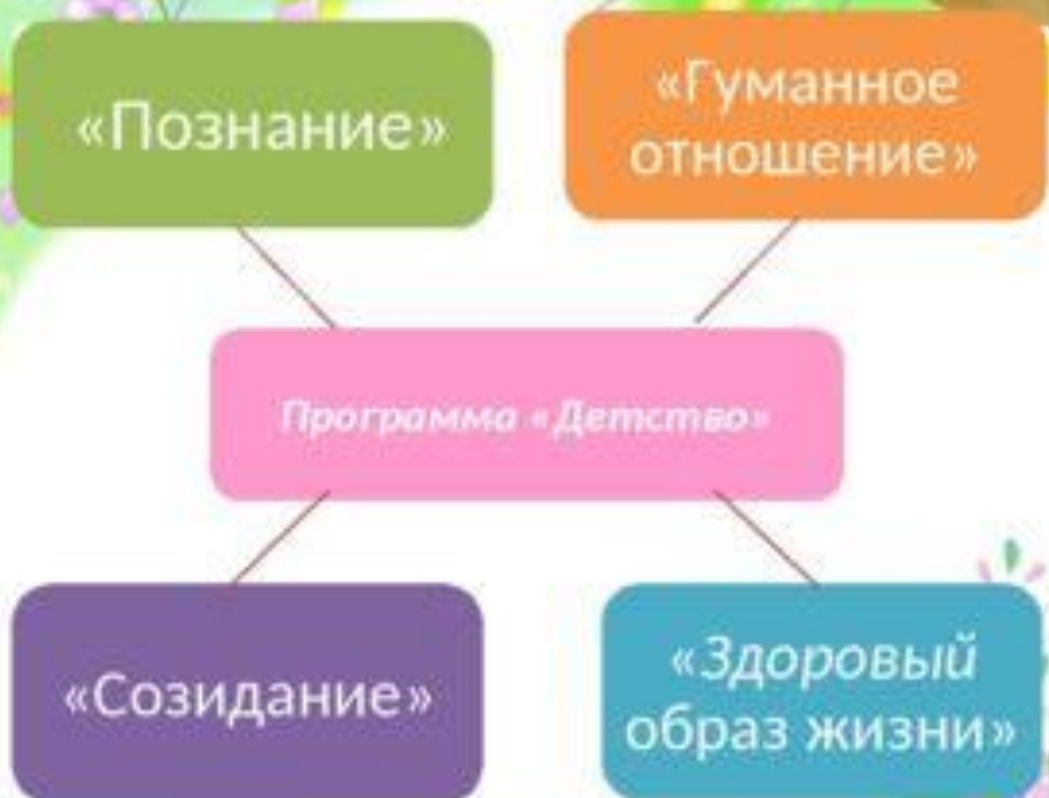 «Познание»
«Гуманное
отношение»
Программа «Детство»
«Созидание»
«Здоровый
образ жизни»